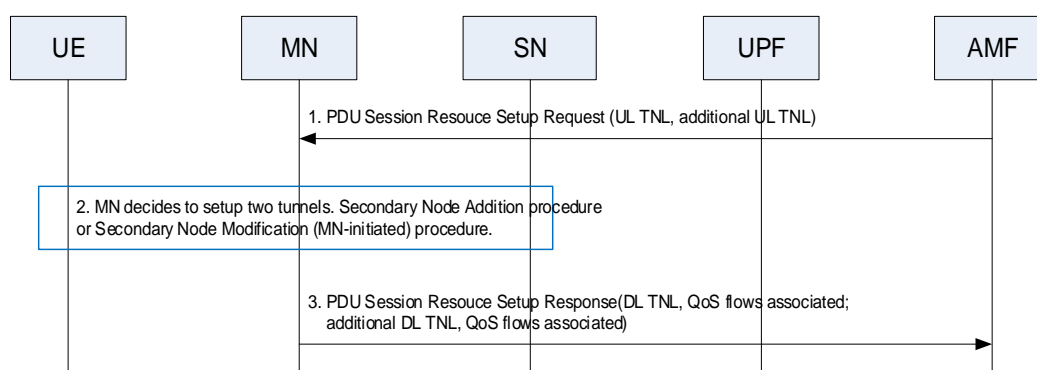 UE
MN
SN
UPF
AMF
1. PDU Session Resouce Setup Request (UL TNL, additional UL TNL)
2. MN decides to setup two tunnels. Secondary Node Addition procedure
or Secondary Node Modification (MN-initiated) procedure.
3. PDU Session Resouce Setup Response(DL TNL, QoS flows associated;
additional DL TNL, QoS flows associated)